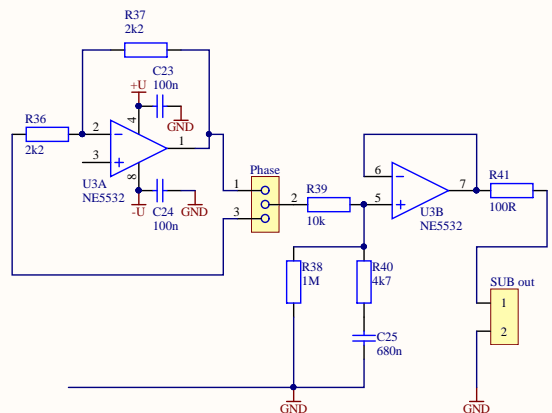 R37
2k2
+U
C23
100n
GND
4
R36
2k2
2
3
1
U3A
NE5532
8
-U
C24
100n
GND
Phase
1
2
3
R39
10k
6
5
7
U3B
NE5532
R41
100R
R38
1M
R40
4k7
C25
680n
SUB out
1
2
GND
GND